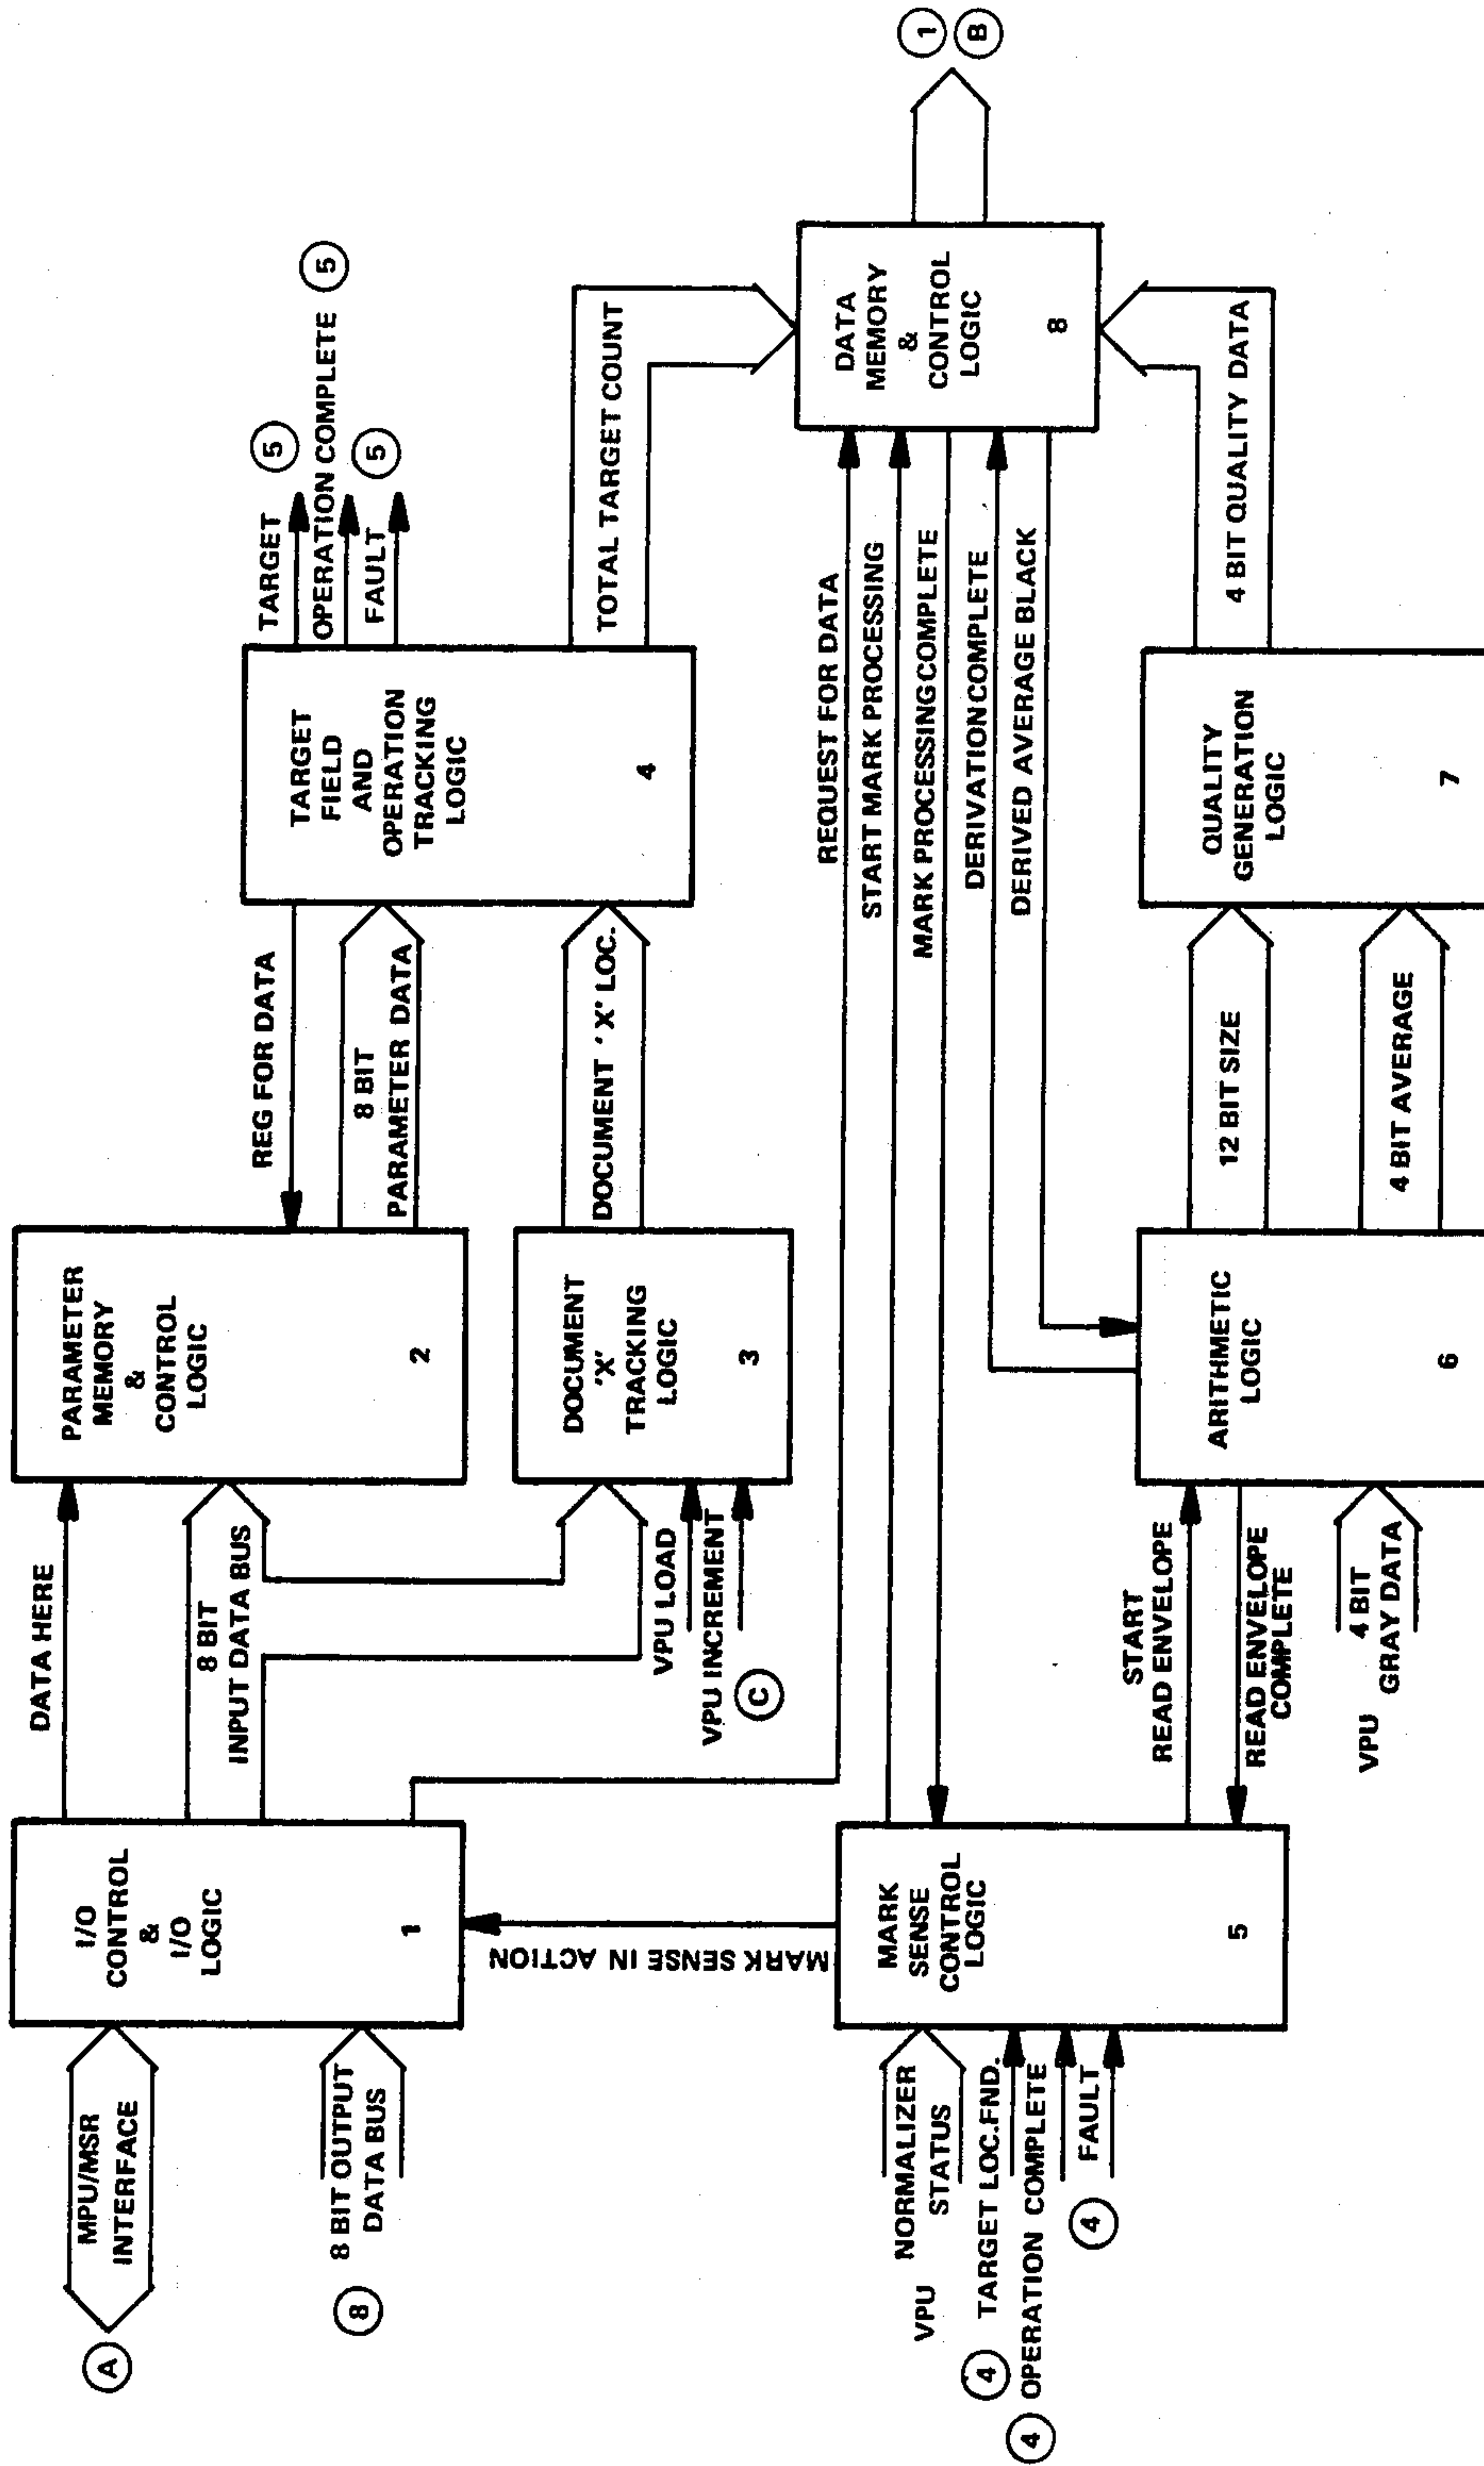 A
MPU/MSR
INTERFACE
8
8 BIT OUTPUT
DATA BUS
I/O
CONTROL
&
I/O
LOGIC
1
DATA HERE
8 BIT
INPUT DATA BUS
PARAMETER
MEMORY
&
CONTROL
LOGIC
2
REG FOR DATA
8 BIT
PARAMETER DATA
VPU LOAD
VPU INCREMENT
C
DOCUMENT
'X'
TRACKING
LOGIC
3
DOCUMENT 'X' LOC.
TARGET
FIELD
AND
OPERATION
TRACKING
LOGIC
4
TARGET 5
OPERATION COMPLETE 5
FAULT 5
TOTAL TARGET COUNT
MARK SENSE IN ACTION
VPU NORMALIZER
STATUS
4 TARGET LOC.FND.
4 OPERATION COMPLETE
4 FAULT
MARK
SENSE
CONTROL
LOGIC
5
REQUEST FOR DATA
START MARK PROCESSING
MARK PROCESSING COMPLETE
DERIVATION COMPLETE
DERIVED AVERAGE BLACK
DATA
MEMORY
&
CONTROL
LOGIC
8
1
B
START
READ ENVELOPE
READ ENVELOPE
COMPLETE
VPU 4 BIT
GRAY DATA
ARITHMETIC
LOGIC
6
12 BIT SIZE
4 BIT AVERAGE
QUALITY
GENERATION
LOGIC
7
4 BIT QUALITY DATA